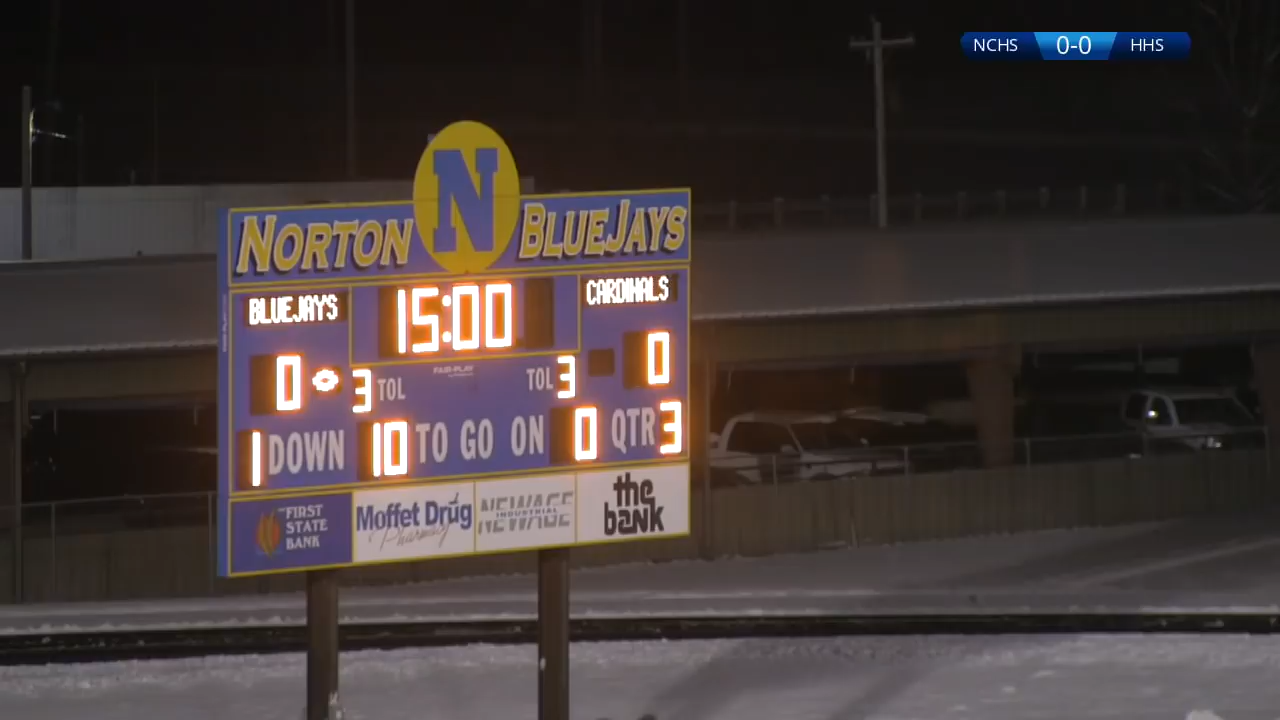 NCHS 0-0 HHS
N
NORTON BLUEJAYS
BLUEJAYS 15:00 CARDINALS
0 3 TOL FAIR-PLAY TOL 3 0
1 DOWN 10 TO GO ON 0 QTR 3
FIRST STATE BANK
Moffet Drug
Pharmacy
NEWAGE
INDUSTRIAL
the
bank